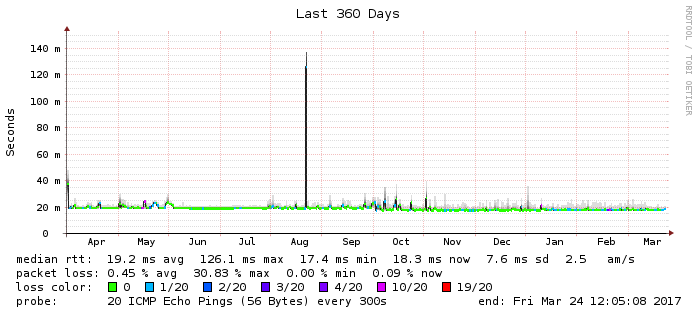 Last 360 Days
RRDTOOL / TOBI OETIKER
Seconds
140 m
120 m
100 m
80 m
60 m
40 m
20 m
0
Apr May Jun Jul Aug Sep Oct Nov Dec Jan Feb Mar
median rtt: 19.2 ms avg 126.1 ms max 17.4 ms min 18.3 ms now 7.6 ms sd 2.5 am/s
packet loss: 0.45 % avg 30.83 % max 0.00 % min 0.09 % now
loss color: 0 1/20 2/20 3/20 4/20 10/20 19/20
probe: 20 ICMP Echo Pings (56 Bytes) every 300s end: Fri Mar 24 12:05:08 2017